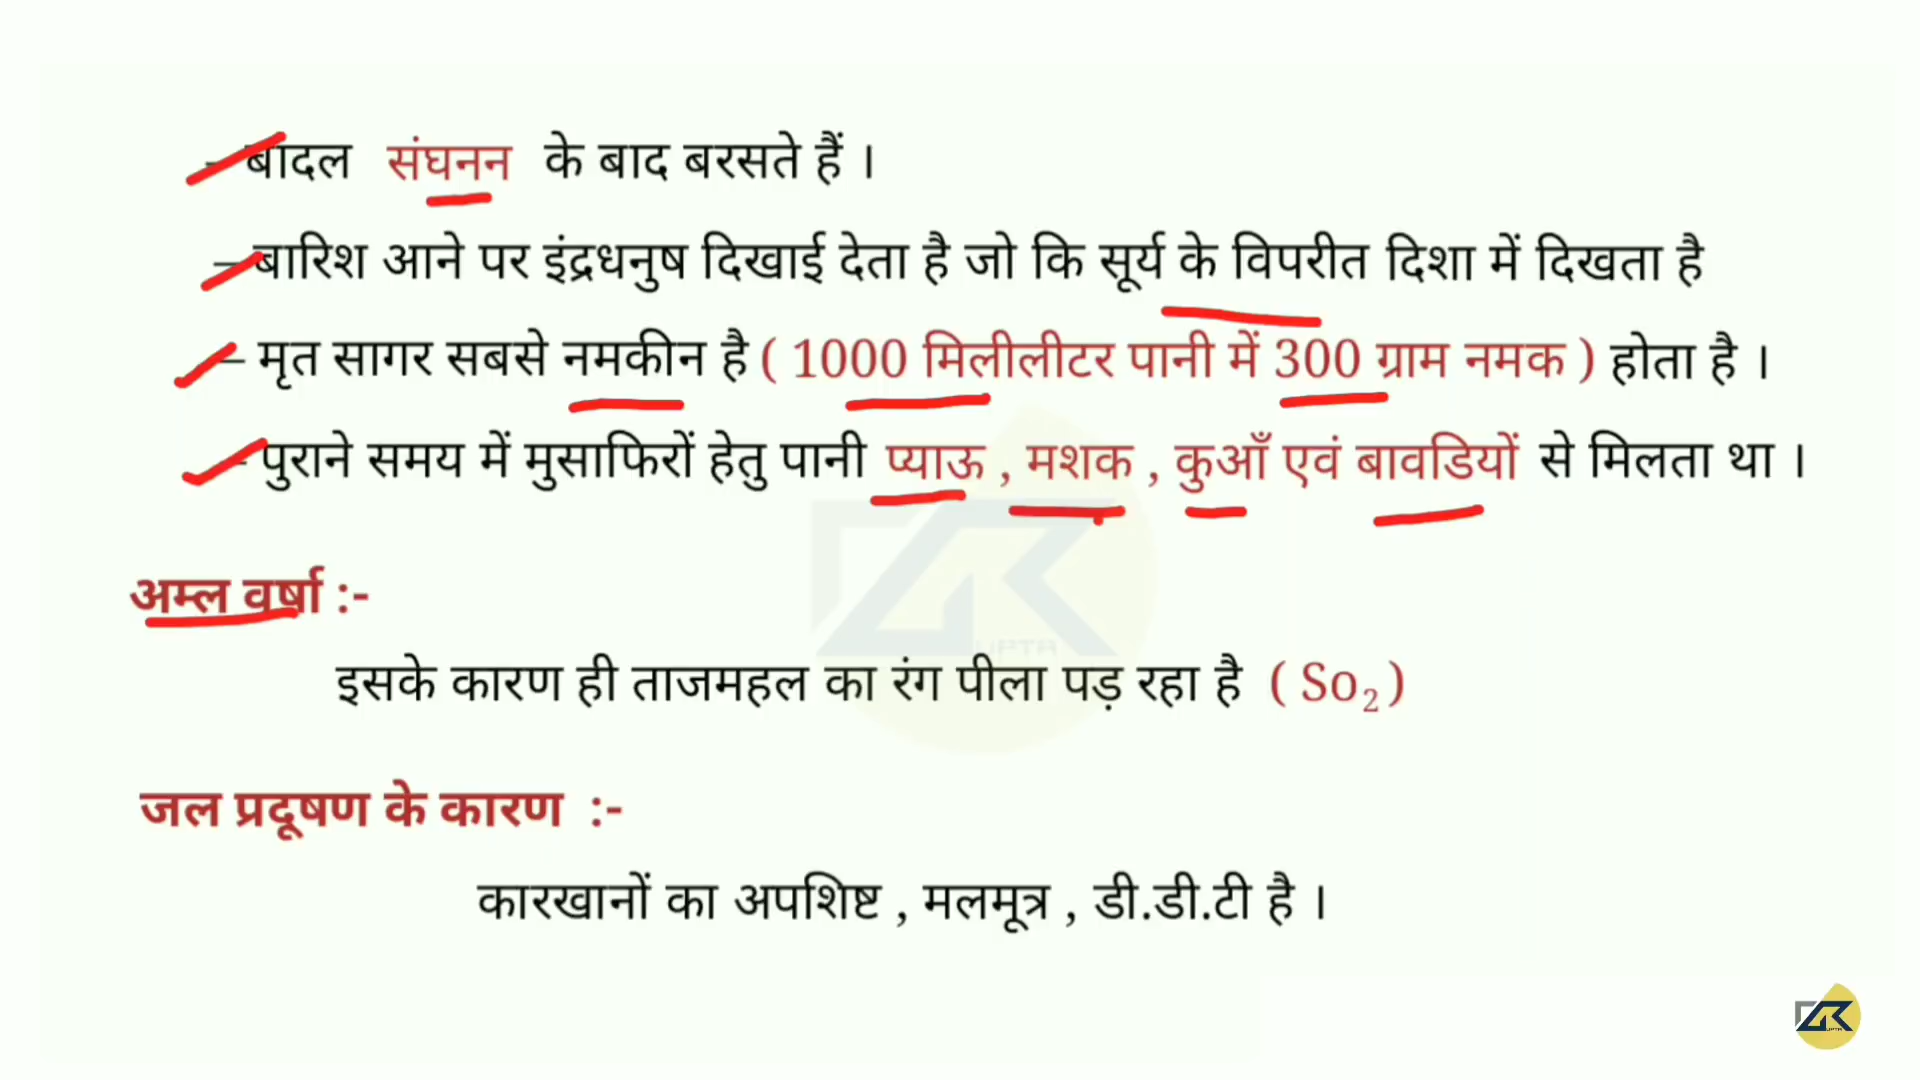 – बादल संघनन के बाद बरसते हैं ।
– बारिश आने पर इंद्रधनुष दिखाई देता है जो कि सूर्य के विपरीत दिशा में दिखता है
– मृत सागर सबसे नमकीन है ( 1000 मिलीलीटर पानी में 300 ग्राम नमक ) होता है ।
– पुराने समय में मुसाफिरों हेतु पानी प्याऊ , मशक , कुआँ एवं बावडियों से मिलता था ।
अम्ल वर्षा :-
इसके कारण ही ताजमहल का रंग पीला पड़ रहा है ( So₂ )
जल प्रदूषण के कारण :-
कारखानों का अपशिष्ट , मलमूत्र , डी.डी.टी है ।